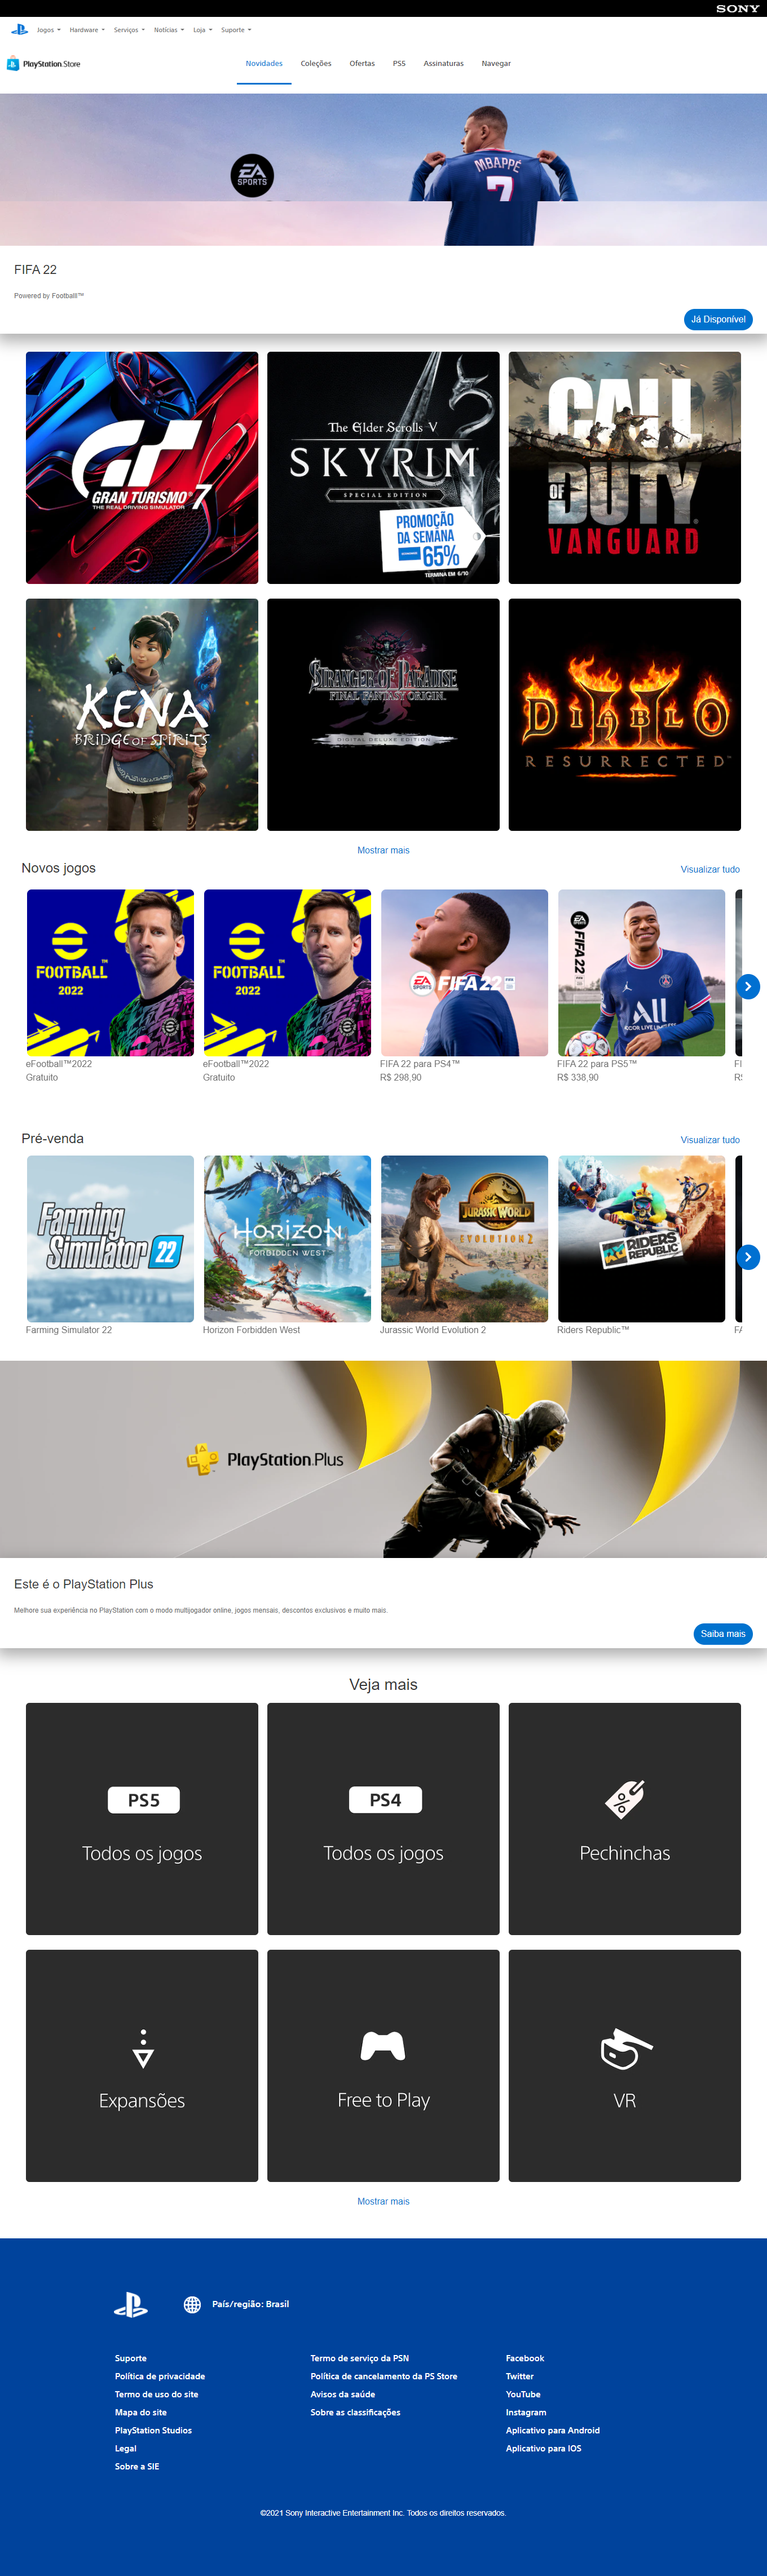 SONY
Jogos Hardware Serviços Notícias Loja Suporte
PlayStation Store
Novidades Coleções Ofertas PS5 Assinaturas Navegar
MBAPPÉ
7
EA
SPORTS
FIFA 22
Powered by Footballl™
Já Disponível
GT
GRAN TURISMO 7
THE REAL DRIVING SIMULATOR
The Elder Scrolls V
SKYRIM
SPECIAL EDITION
PROMOÇÃO
DA SEMANA
65%
TERMINA EM 6/10
CALL
OF DUTY
VANGUARD
KENA
BRIDGE OF SPIRITS
STRANGER OF PARADISE
FINAL FANTASY ORIGIN
DIGITAL DELUXE EDITION
DIABLO
II
RESURRECTED
Mostrar mais
Novos jogos
Visualizar tudo
FOOTBALL
2022
FOOTBALL
2022
EA SPORTS FIFA 22
EA SPORTS FIFA 22
eFootball™2022
Gratuito
eFootball™2022
Gratuito
FIFA 22 para PS4™
R$ 298,90
FIFA 22 para PS5™
R$ 338,90
FI
R$
Pré-venda
Visualizar tudo
Farming
Simulator 22
HORIZON
FORBIDDEN WEST
JURASSIC WORLD
EVOLUTION 2
RIDERS
REPUBLIC
Farming Simulator 22
Horizon Forbidden West
Jurassic World Evolution 2
Riders Republic™
FA
PlayStation Plus
Este é o PlayStation Plus
Melhore sua experiência no PlayStation com o modo multijogador online, jogos mensais, descontos exclusivos e muito mais.
Saiba mais
Veja mais
PS5
Todos os jogos
PS4
Todos os jogos
Pechinchas
Expansões
Free to Play
VR
Mostrar mais
País/região: Brasil
Suporte
Política de privacidade
Termo de uso do site
Mapa do site
PlayStation Studios
Legal
Sobre a SIE
Termo de serviço da PSN
Política de cancelamento da PS Store
Avisos da saúde
Sobre as classificações
Facebook
Twitter
YouTube
Instagram
Aplicativo para Android
Aplicativo para IOS
©2021 Sony Interactive Entertainment Inc. Todos os direitos reservados.